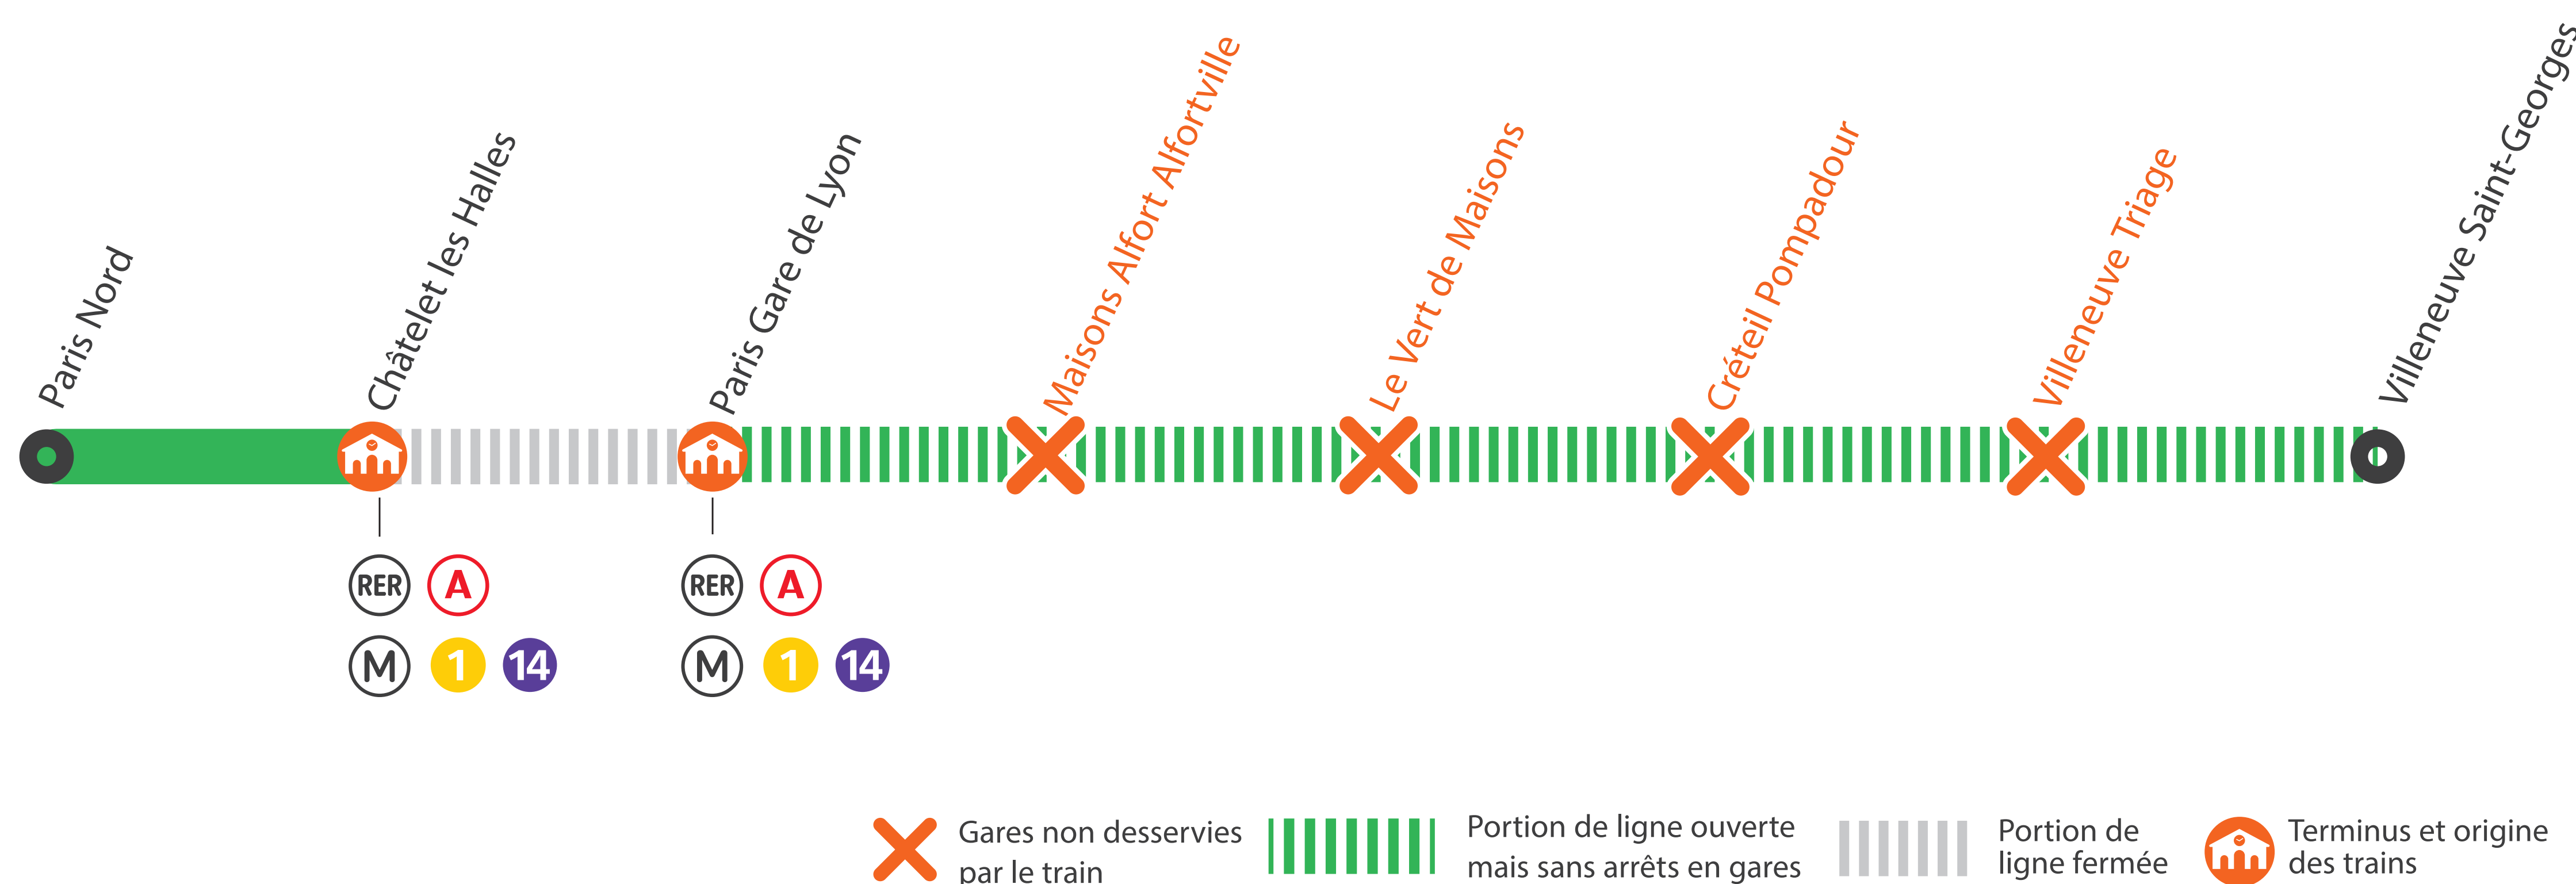 Paris Nord
Châtelet les Halles
Paris Gare de Lyon
Maisons Alfort Alfortville
Le Vert de Maisons
Créteil Pompadour
Villeneuve Triage
Villeneuve Saint-Georges
RER A
M 1 14
RER A
M 1 14
Gares non desservies
par le train
Portion de ligne ouverte
mais sans arrêts en gares
Portion de
ligne fermée
Terminus et origine
des trains